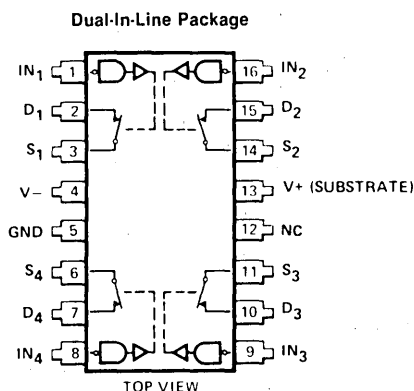 Dual-In-Line Package
IN1 1 16 IN2
D1 2 15 D2
S1 3 14 S2
V– 4 13 V+ (SUBSTRATE)
GND 5 12 NC
S4 6 11 S3
D4 7 10 D3
IN4 8 9 IN3
TOP VIEW